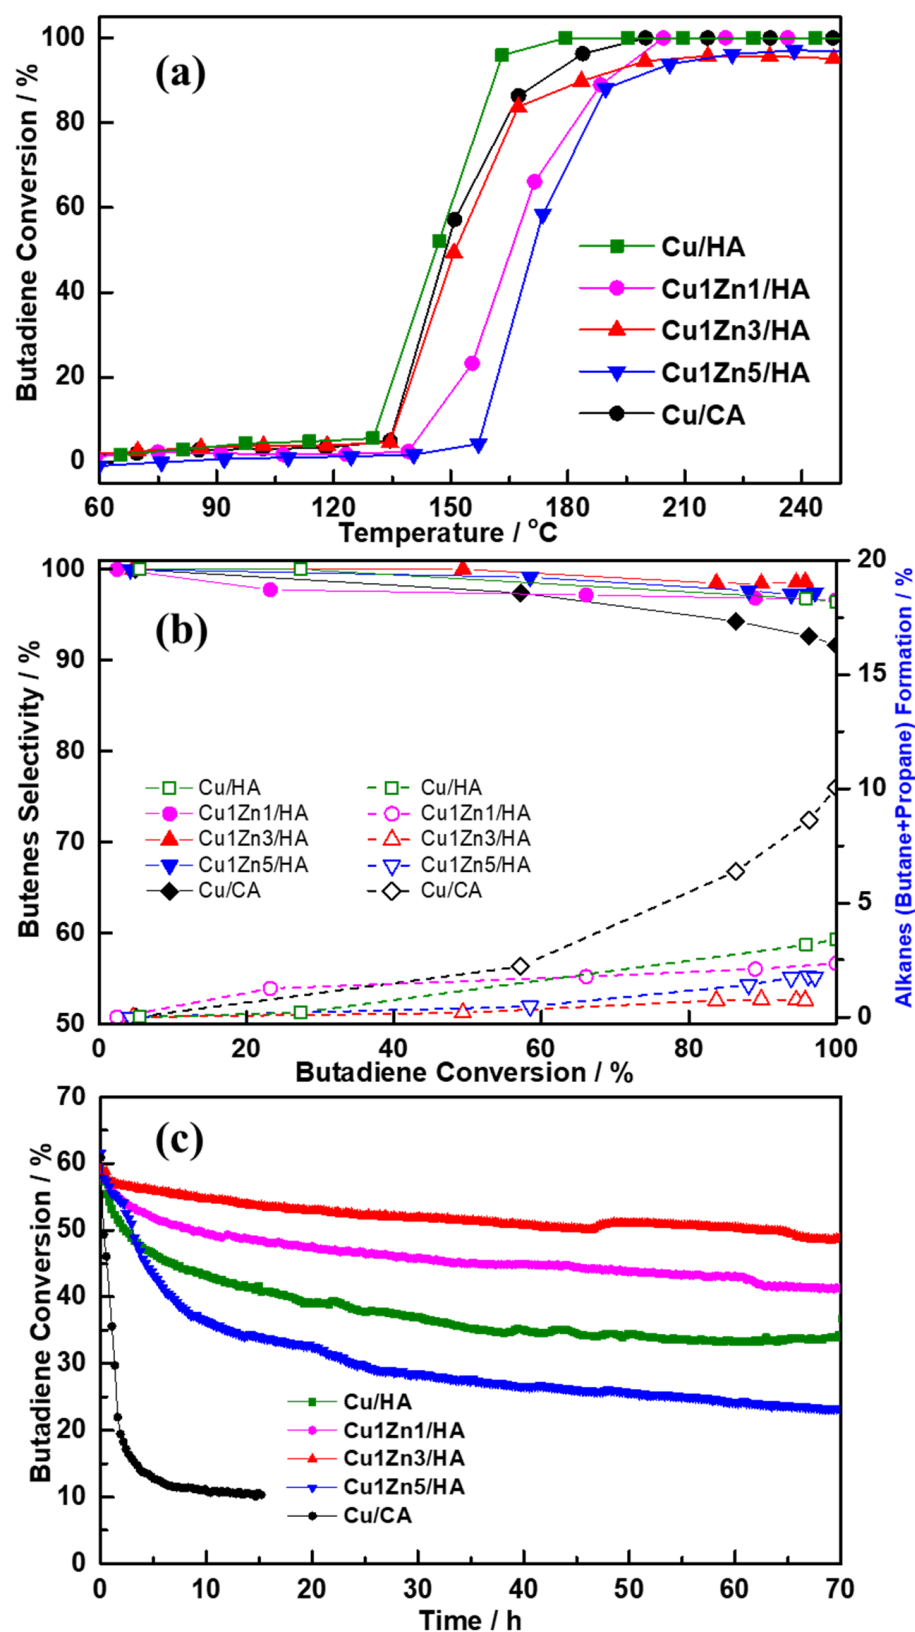 (a)
Butadiene Conversion / %
100
80
60
40
20
0
Cu/HA
Cu1Zn1/HA
Cu1Zn3/HA
Cu1Zn5/HA
Cu/CA
60 90 120 150 180 210 240
Temperature / °C
(b)
Butenes Selectivity / %
100
90
80
70
60
50
Cu/HA Cu/HA
Cu1Zn1/HA Cu1Zn1/HA
Cu1Zn3/HA Cu1Zn3/HA
Cu1Zn5/HA Cu1Zn5/HA
Cu/CA Cu/CA
20
15
10
5
0
Alkanes (Butane+Propane) Formation / %
0 20 40 60 80 100
Butadiene Conversion / %
(c)
Butadiene Conversion / %
70
60
50
40
30
20
10
0
Cu/HA
Cu1Zn1/HA
Cu1Zn3/HA
Cu1Zn5/HA
Cu/CA
0 10 20 30 40 50 60 70
Time / h